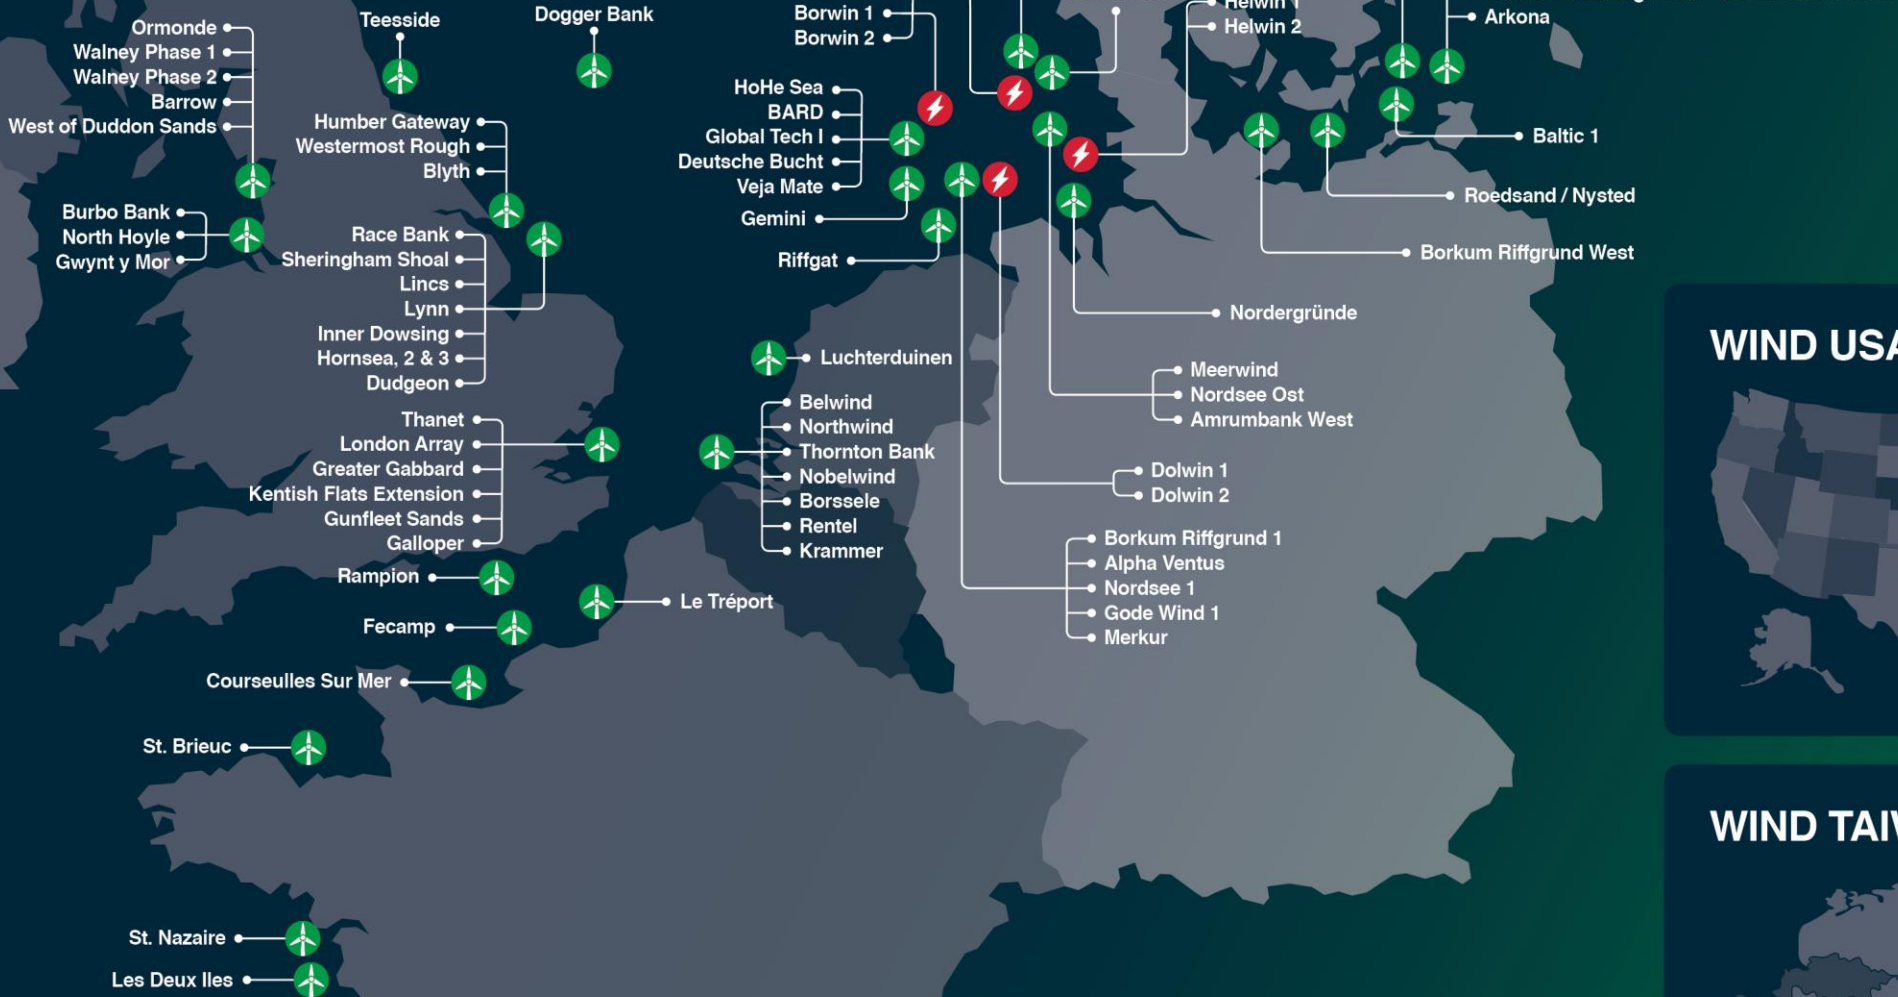 Ormonde
Walney Phase 1
Walney Phase 2
Barrow
West of Duddon Sands
Teesside
Dogger Bank
Borwin 1
Borwin 2
Helwin 1
Helwin 2
Arkona
Humber Gateway
Westermost Rough
Blyth
HoHe Sea
BARD
Global Tech I
Deutsche Bucht
Veja Mate
Gemini
Riffgat
Baltic 1
Roedsand / Nysted
Borkum Riffgrund West
Burbo Bank
North Hoyle
Gwynt y Mor
Race Bank
Sheringham Shoal
Lincs
Lynn
Inner Dowsing
Hornsea, 2 & 3
Dudgeon
Nordergründe
Luchterduinen
Meerwind
Nordsee Ost
Amrumbank West
Belwind
Northwind
Thornton Bank
Nobelwind
Borssele
Rentel
Krammer
Thanet
London Array
Greater Gabbard
Kentish Flats Extension
Gunfleet Sands
Galloper
Dolwin 1
Dolwin 2
Borkum Riffgrund 1
Alpha Ventus
Nordsee 1
Gode Wind 1
Merkur
Rampion
Le Tréport
Fecamp
Courseulles Sur Mer
St. Brieuc
St. Nazaire
Les Deux Iles
WIND USA
WIND TAIW